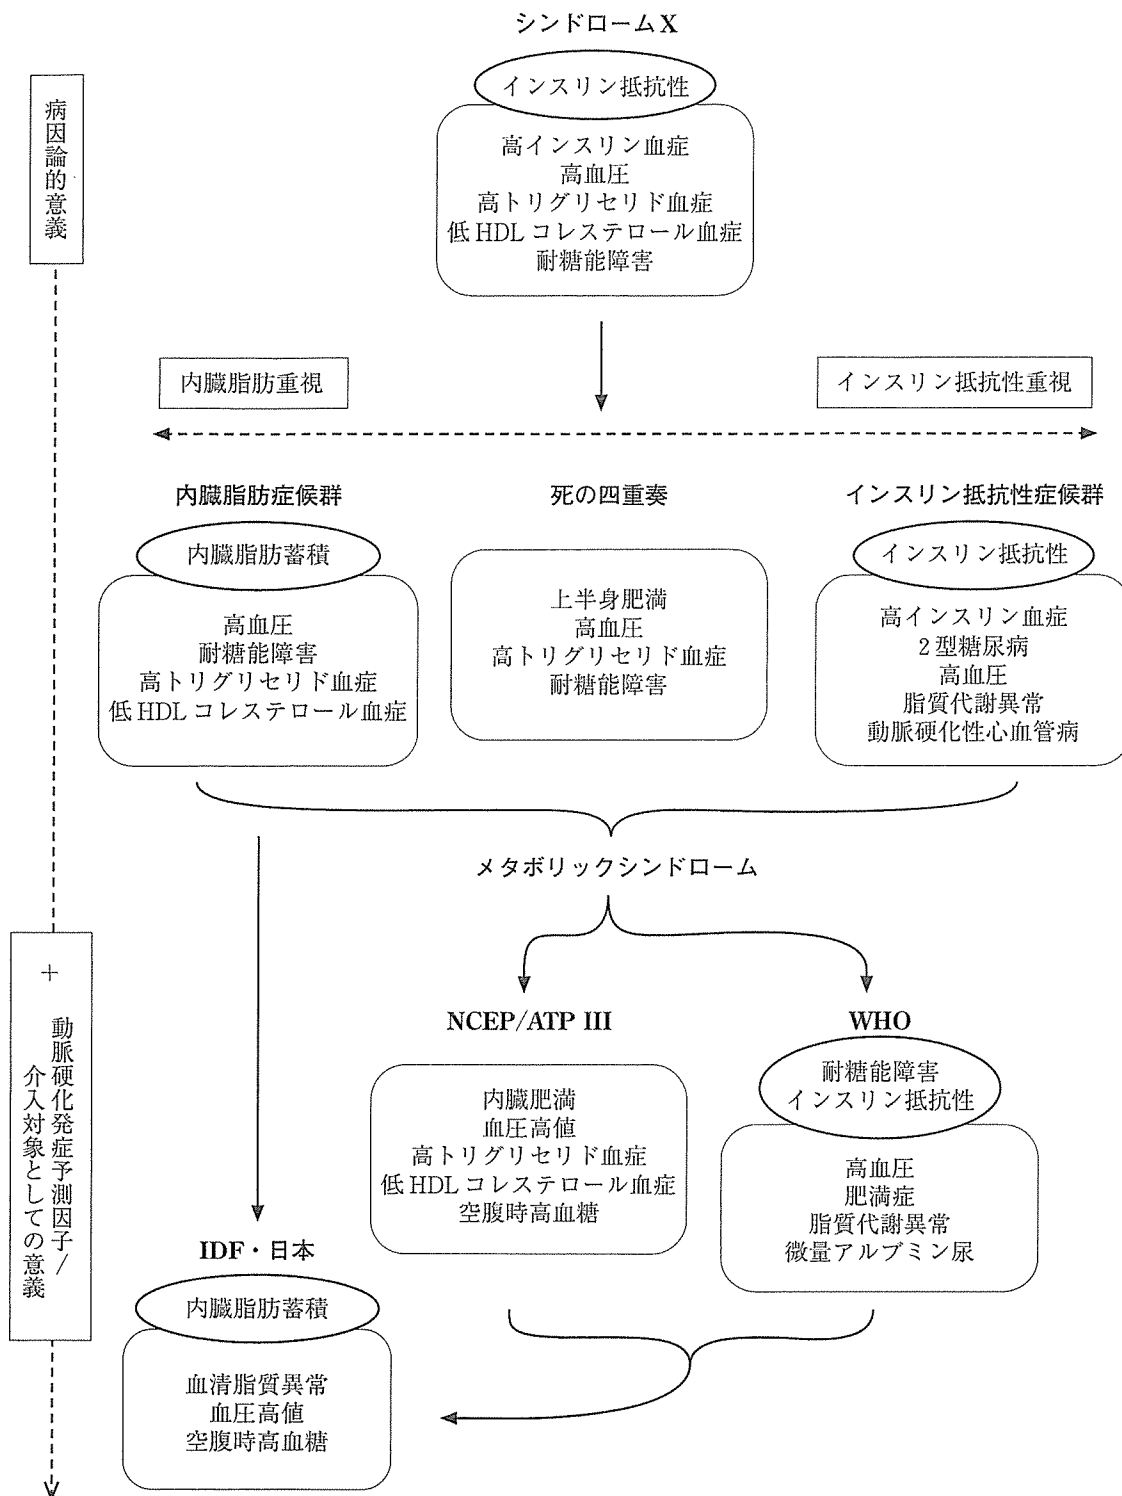 シンドロームX
インスリン抵抗性
高インスリン血症
高血圧
高トリグリセリド血症
低HDLコレステロール血症
耐糖能障害
病因論的意義
内臓脂肪重視
インスリン抵抗性重視
内臓脂肪症候群
内臓脂肪蓄積
高血圧
耐糖能障害
高トリグリセリド血症
低HDLコレステロール血症
死の四重奏
上半身肥満
高血圧
高トリグリセリド血症
耐糖能障害
インスリン抵抗性症候群
インスリン抵抗性
高インスリン血症
2型糖尿病
高血圧
脂質代謝異常
動脈硬化性心血管病
メタボリックシンドローム
+
動脈硬化発症予測因子/
介入対象としての意義
NCEP/ATP III
内臓肥満
血圧高値
高トリグリセリド血症
低HDLコレステロール血症
空腹時高血糖
WHO
耐糖能障害
インスリン抵抗性
高血圧
肥満症
脂質代謝異常
微量アルブミン尿
IDF・日本
内臓脂肪蓄積
血清脂質異常
血圧高値
空腹時高血糖